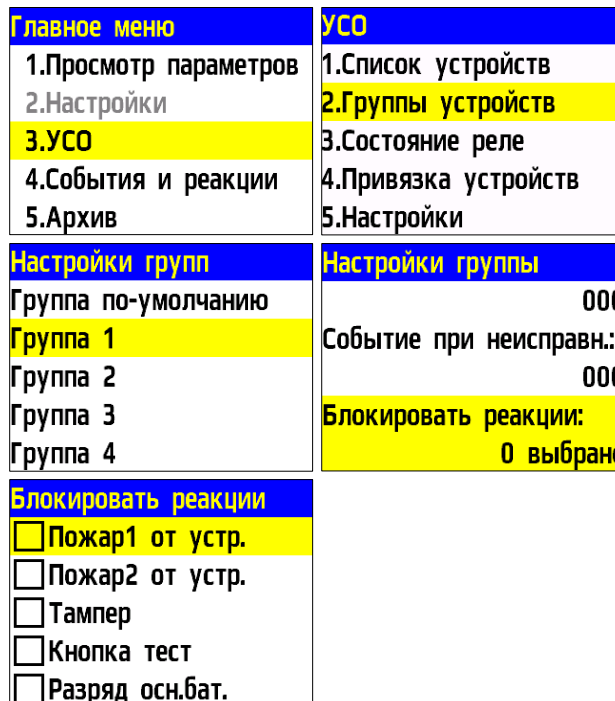 Главное меню
1.Просмотр параметров
2.Настройки
3.УСО
4.События и реакции
5.Архив
УСО
1.Список устройств
2.Группы устройств
3.Состояние реле
4.Привязка устройств
5.Настройки
Настройки групп
Группа по-умолчанию
Группа 1
Группа 2
Группа 3
Группа 4
Настройки группы
000
Событие при неисправн.:
000
Блокировать реакции:
0 выбрано
Блокировать реакции
Пожар1 от устр.
Пожар2 от устр.
Тампер
Кнопка тест
Разряд осн.бат.